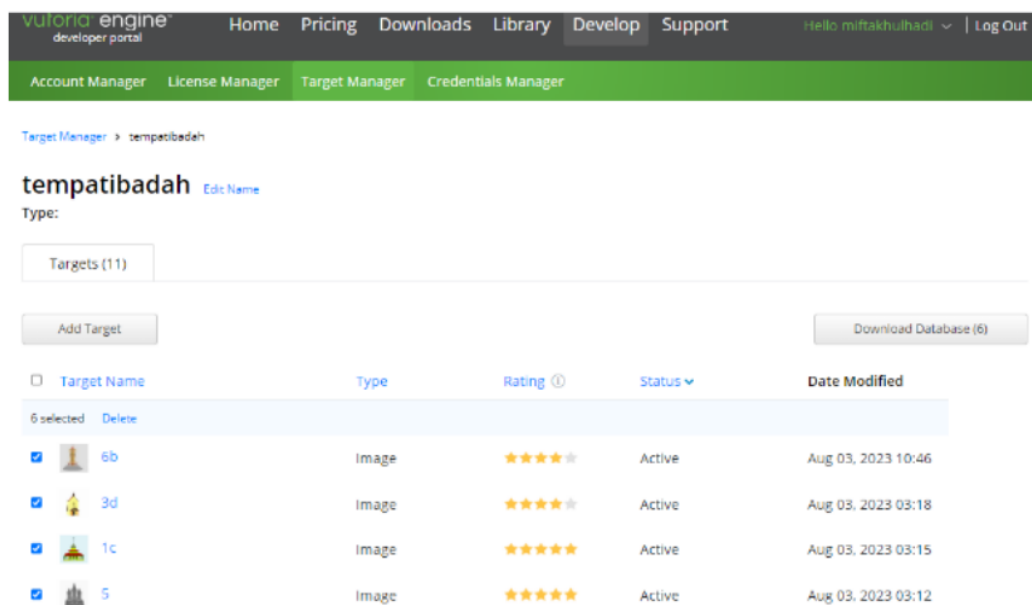 vuforia engine
developer portal
Home Pricing Downloads Library Develop Support Hello miftakhulhadi | Log Out
Account Manager License Manager Target Manager Credentials Manager
Target Manager > tempatibadah
tempatibadah Edit Name
Type:
Targets (11)
Add Target Download Database (6)
Target Name Type Rating Status Date Modified
6 selected Delete
6b Image Active Aug 03, 2023 10:46
3d Image Active Aug 03, 2023 03:18
1c Image Active Aug 03, 2023 03:15
5 Image Active Aug 03, 2023 03:12